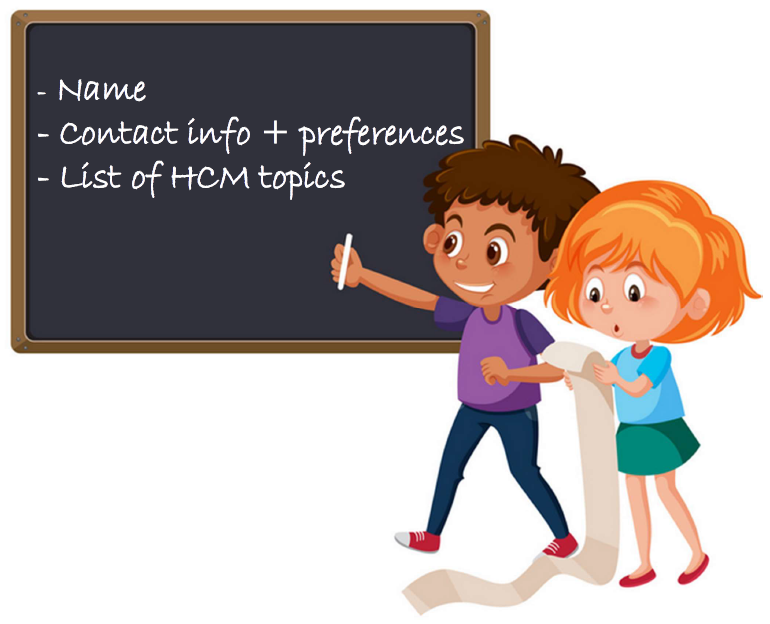 - Name
- Contact info + preferences
- List of HCM topics